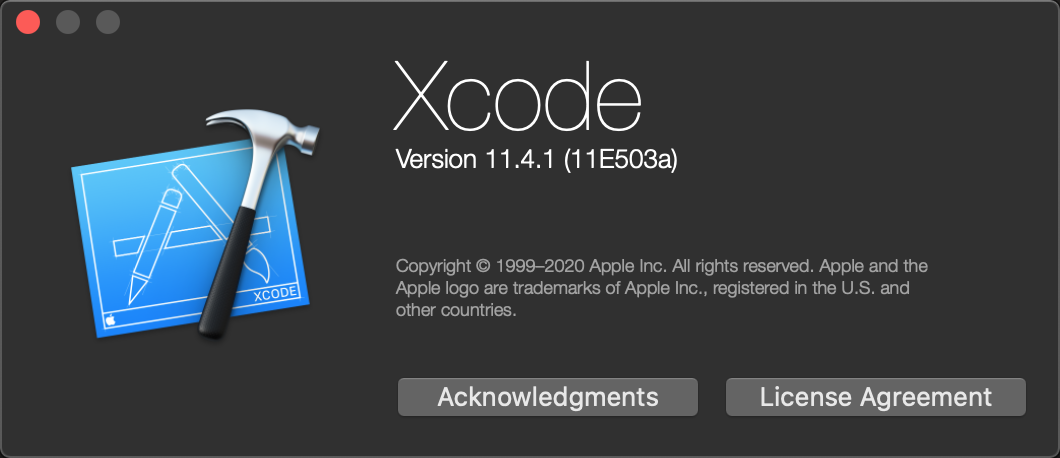 Xcode
Version 11.4.1 (11E503a)
XCODE
Copyright © 1999–2020 Apple Inc. All rights reserved. Apple and the
Apple logo are trademarks of Apple Inc., registered in the U.S. and
other countries.
Acknowledgments
License Agreement